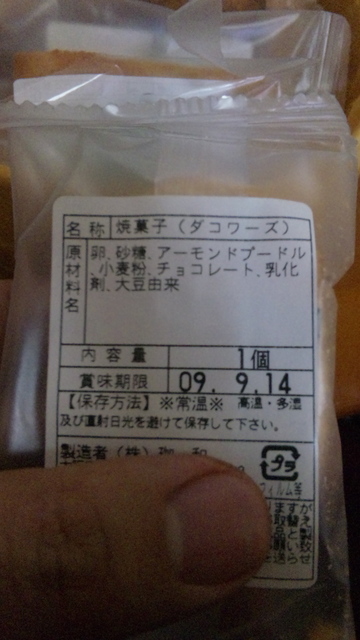 名称 焼菓子(ダコワーズ)
原材料名 卵、砂糖、アーモンドプードル
、小麦粉、チョコレート、乳化
剤、大豆由来
内容量 1個
賞味期限 09. 9.14
【保存方法】※常温※ 高温・多湿
及び直射日光を避けて保存して下さい。
製造者(株)
プラ